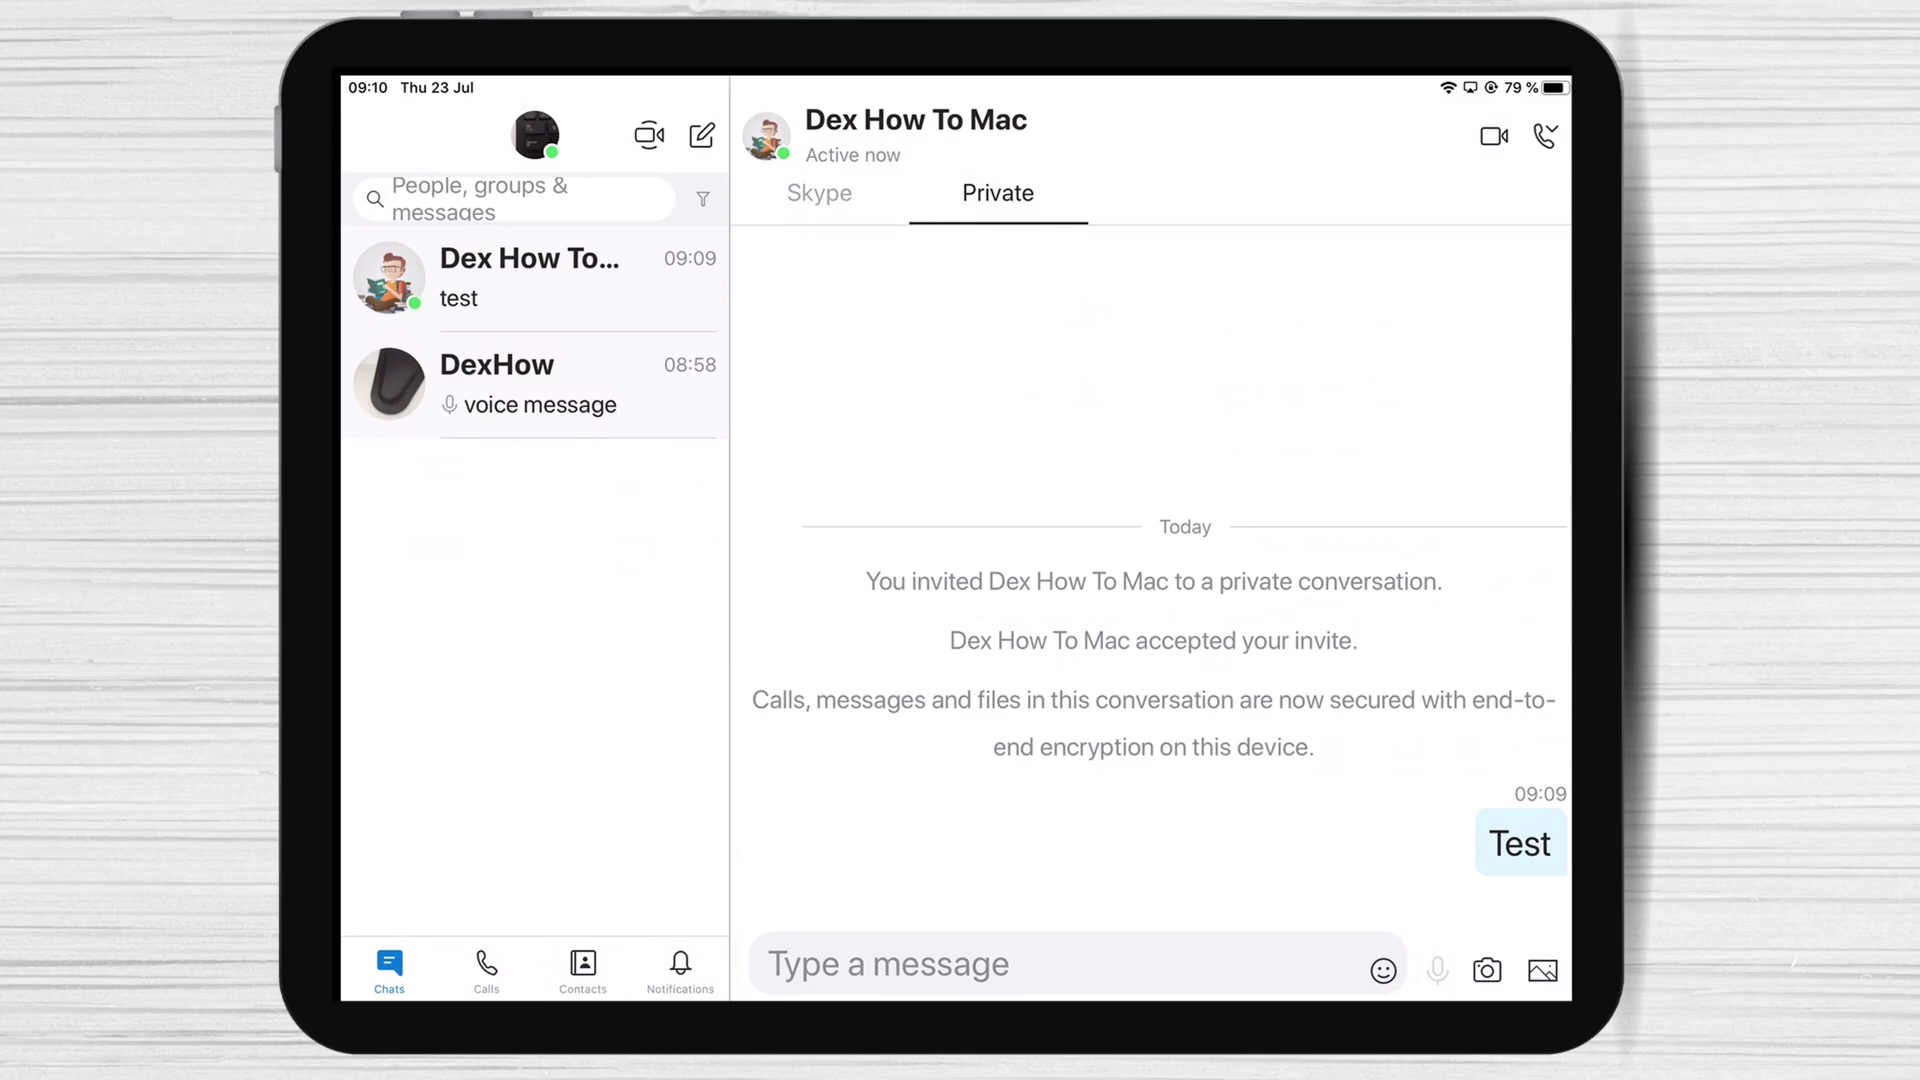 09:10 Thu 23 Jul
79 %
People, groups &
messages
Dex How To... 09:09
test
DexHow 08:58
voice message
Chats
Calls
Contacts
Notifications
Dex How To Mac
Active now
Skype
Private
Today
You invited Dex How To Mac to a private conversation.
Dex How To Mac accepted your invite.
Calls, messages and files in this conversation are now secured with end-to-
end encryption on this device.
09:09
Test
Type a message